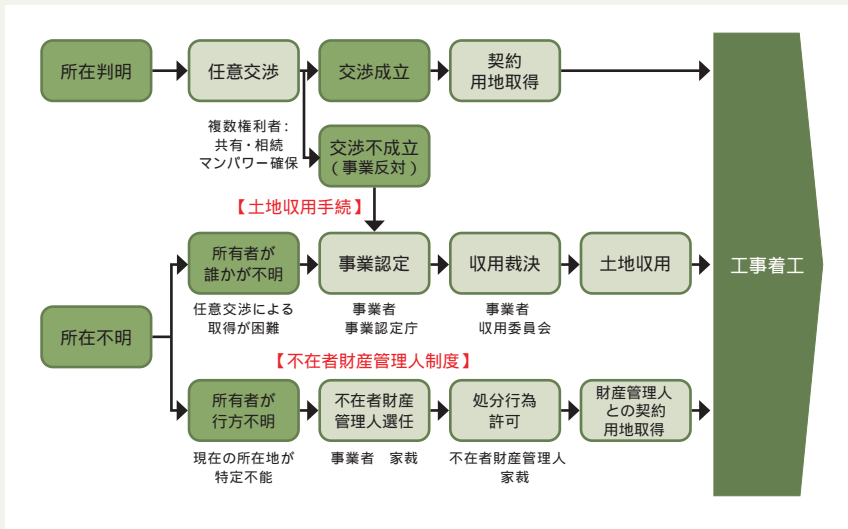 所在判明
任意交渉
交渉成立
契約
用地取得
複数権利者：
共有・相続
マンパワー確保
交渉不成立
（事業反対）
【土地収用手続】
所在不明
所有者が
誰かが不明
事業認定
収用裁決
土地収用
工事着工
任意交渉による
取得が困難
事業者
事業認定庁
事業者
収用委員会
【不在者財産管理人制度】
所有者が
行方不明
不在者財産
管理人選任
処分行為
許可
財産管理人
との契約
用地取得
現在の所在地が
特定不能
事業者　家裁
不在者財産管理人
家裁